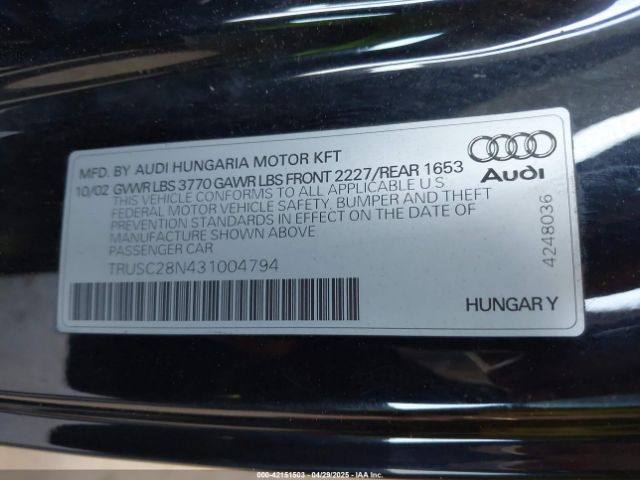 MFD. BY AUDI HUNGARIA MOTOR KFT
10/02 GVWR LBS 3770 GAWR LBS FRONT 2227/REAR 1653
THIS VEHICLE CONFORMS TO ALL APPLICABLE U S
FEDERAL MOTOR VEHICLE SAFETY, BUMPER AND THEFT
PREVENTION STANDARDS IN EFFECT ON THE DATE OF
MANUFACTURE SHOWN ABOVE
PASSENGER CAR
TRUSC28N431004794
Audi
4248036
HUNGARY
000-42151503 - 04/29/2025 - IAA Inc.